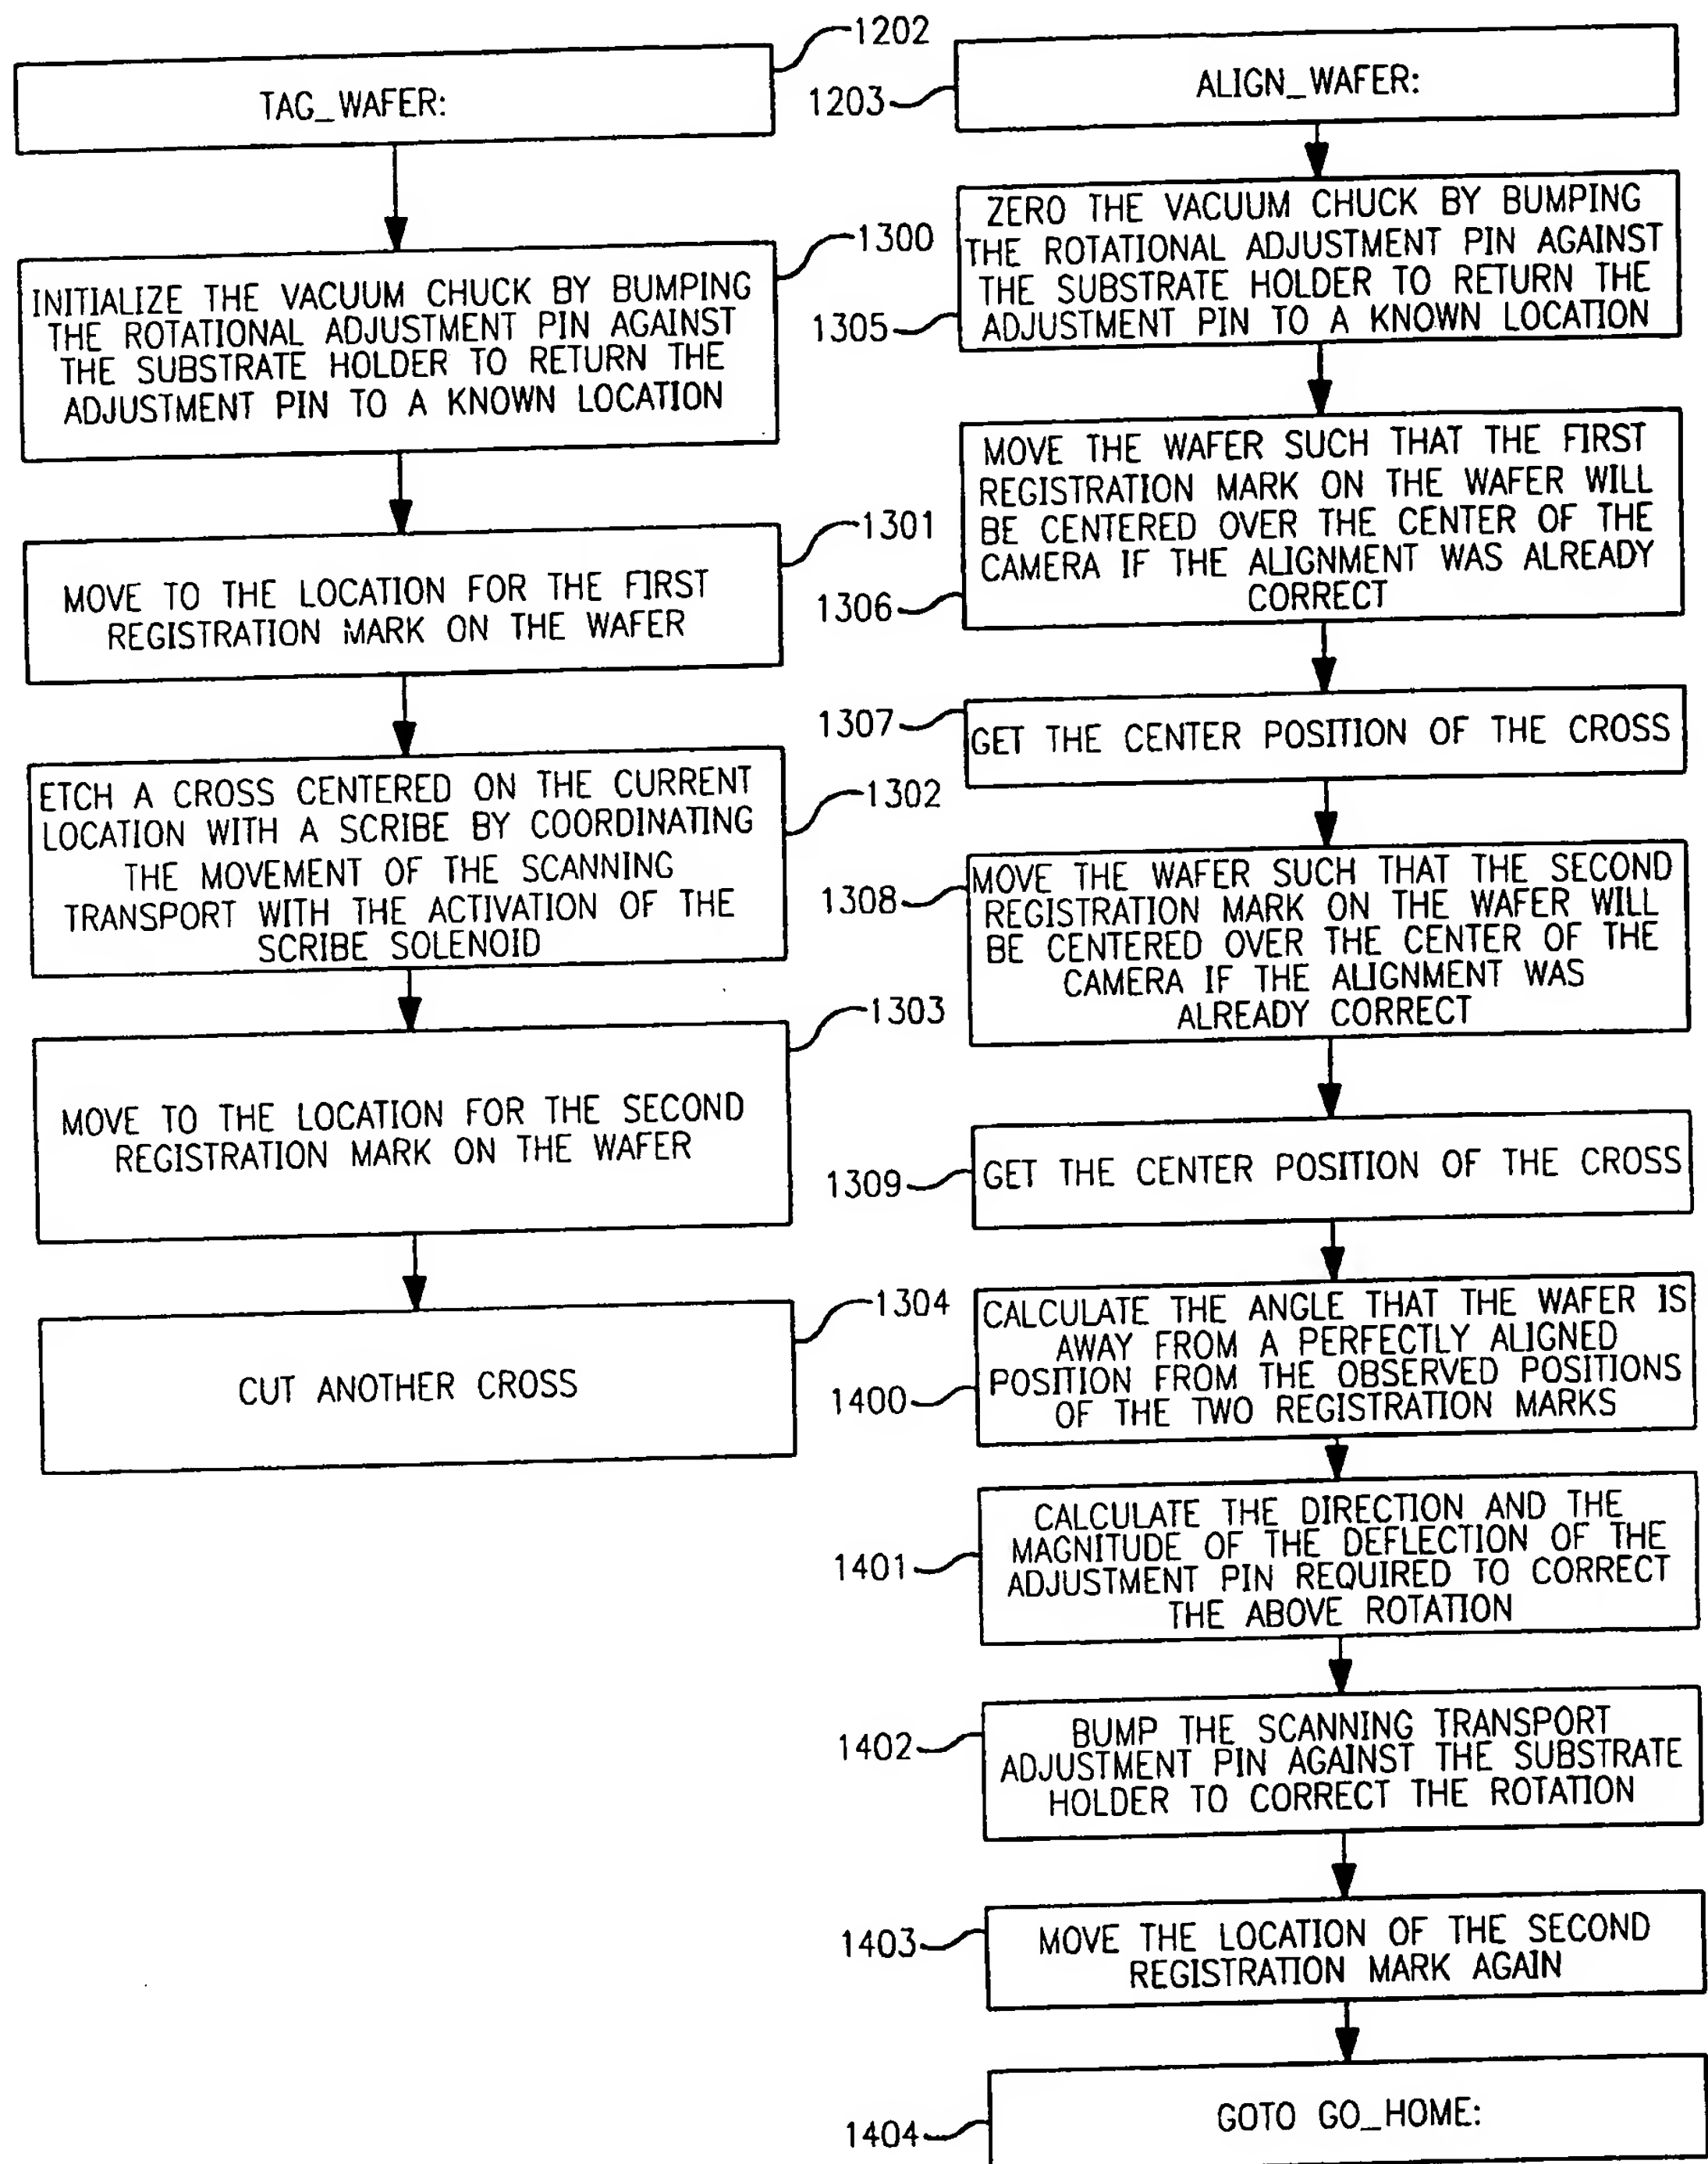 1202
TAG_WAFER:
1300
INITIALIZE THE VACUUM CHUCK BY BUMPING
THE ROTATIONAL ADJUSTMENT PIN AGAINST
THE SUBSTRATE HOLDER TO RETURN THE
ADJUSTMENT PIN TO A KNOWN LOCATION
1301
MOVE TO THE LOCATION FOR THE FIRST
REGISTRATION MARK ON THE WAFER
1302
ETCH A CROSS CENTERED ON THE CURRENT
LOCATION WITH A SCRIBE BY COORDINATING
THE MOVEMENT OF THE SCANNING
TRANSPORT WITH THE ACTIVATION OF THE
SCRIBE SOLENOID
1303
MOVE TO THE LOCATION FOR THE SECOND
REGISTRATION MARK ON THE WAFER
1304
CUT ANOTHER CROSS
1203
ALIGN_WAFER:
ZERO THE VACUUM CHUCK BY BUMPING
THE ROTATIONAL ADJUSTMENT PIN AGAINST
THE SUBSTRATE HOLDER TO RETURN THE
ADJUSTMENT PIN TO A KNOWN LOCATION
1305
MOVE THE WAFER SUCH THAT THE FIRST
REGISTRATION MARK ON THE WAFER WILL
BE CENTERED OVER THE CENTER OF THE
CAMERA IF THE ALIGNMENT WAS ALREADY
CORRECT
1306
1307
GET THE CENTER POSITION OF THE CROSS
1308
MOVE THE WAFER SUCH THAT THE SECOND
REGISTRATION MARK ON THE WAFER WILL
BE CENTERED OVER THE CENTER OF THE
CAMERA IF THE ALIGNMENT WAS
ALREADY CORRECT
1309
GET THE CENTER POSITION OF THE CROSS
CALCULATE THE ANGLE THAT THE WAFER IS
AWAY FROM A PERFECTLY ALIGNED
POSITION FROM THE OBSERVED POSITIONS
OF THE TWO REGISTRATION MARKS
1400
CALCULATE THE DIRECTION AND THE
MAGNITUDE OF THE DEFLECTION OF THE
ADJUSTMENT PIN REQUIRED TO CORRECT
THE ABOVE ROTATION
1401
BUMP THE SCANNING TRANSPORT
ADJUSTMENT PIN AGAINST THE SUBSTRATE
HOLDER TO CORRECT THE ROTATION
1402
1403
MOVE THE LOCATION OF THE SECOND
REGISTRATION MARK AGAIN
1404
GOTO GO_HOME: